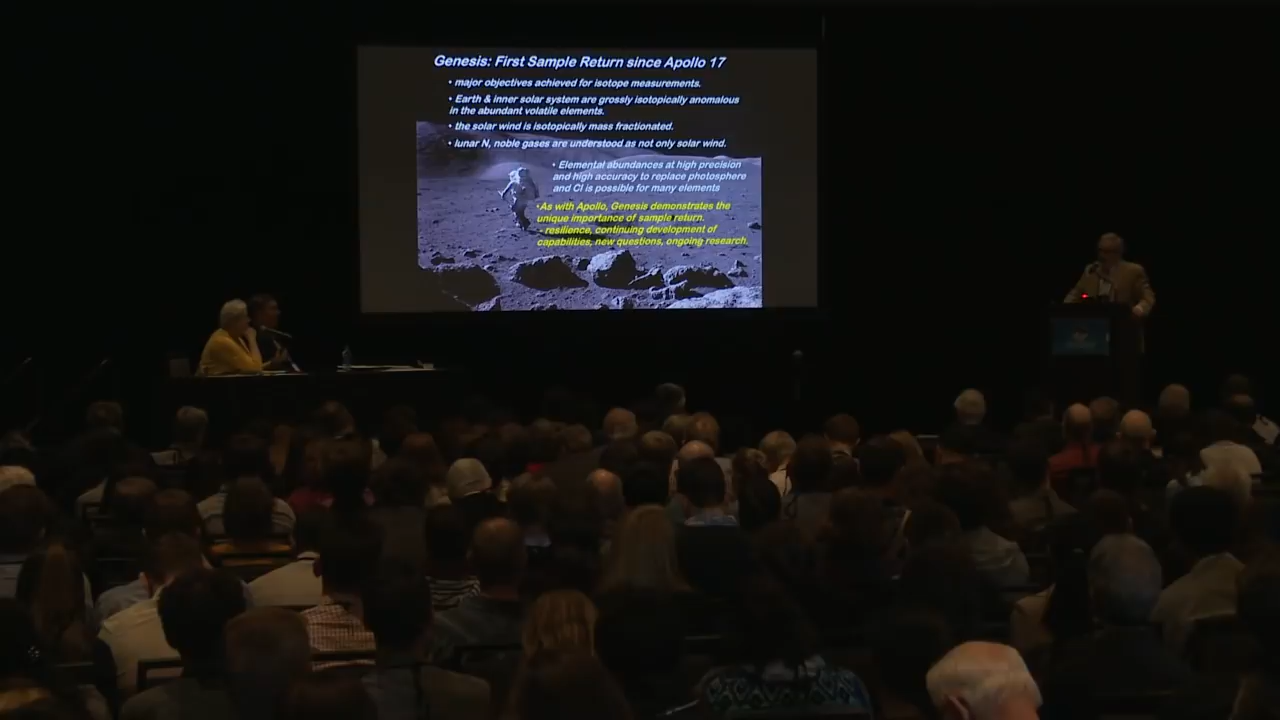 Genesis: First Sample Return since Apollo 17
• major objectives achieved for isotope measurements.
• Earth & inner solar system are grossly isotopically anomalous
in the abundant volatile elements.
• the solar wind is isotopically mass fractionated.
• lunar N, noble gases are understood as not only solar wind.
• Elemental abundances at high precision
and high accuracy to replace photosphere
and CI is possible for many elements
•As with Apollo, Genesis demonstrates the
unique importance of sample return.
- resilience, continuing development of
capabilities, new questions, ongoing research.